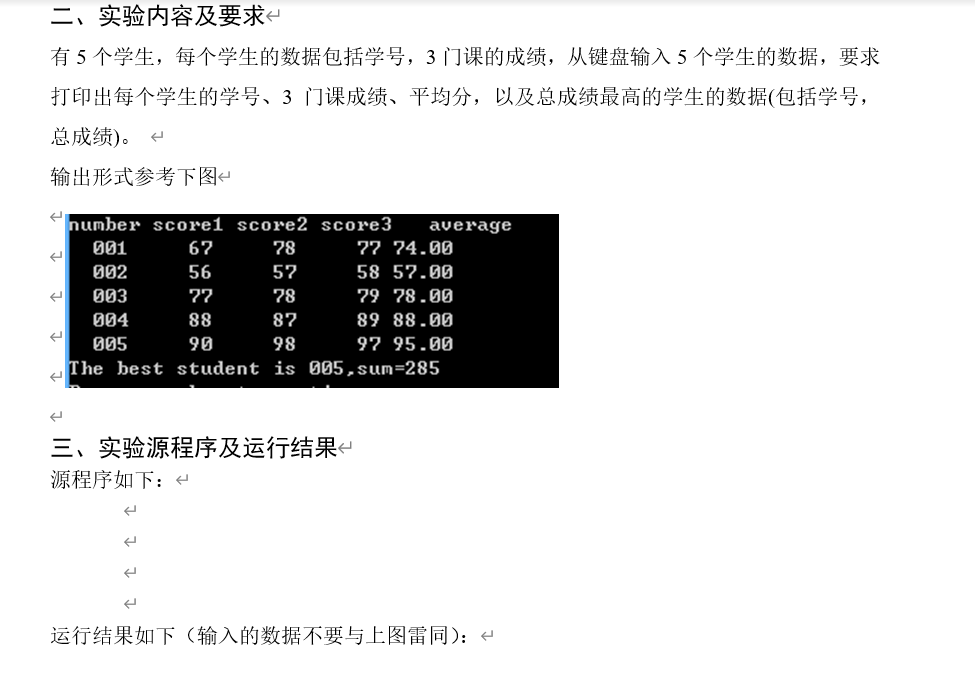 二、实验内容及要求
有 5 个学生，每个学生的数据包括学号，3 门课的成绩，从键盘输入 5 个学生的数据，要求
打印出每个学生的学号、3 门课成绩、平均分，以及总成绩最高的学生的数据(包括学号，
总成绩)。
输出形式参考下图
number score1 score2 score3 average
001 67 78 77 74.00
002 56 57 58 57.00
003 77 78 79 78.00
004 88 87 89 88.00
005 90 98 97 95.00
The best student is 005,sum=285
三、实验源程序及运行结果
源程序如下：
运行结果如下（输入的数据不要与上图雷同）：